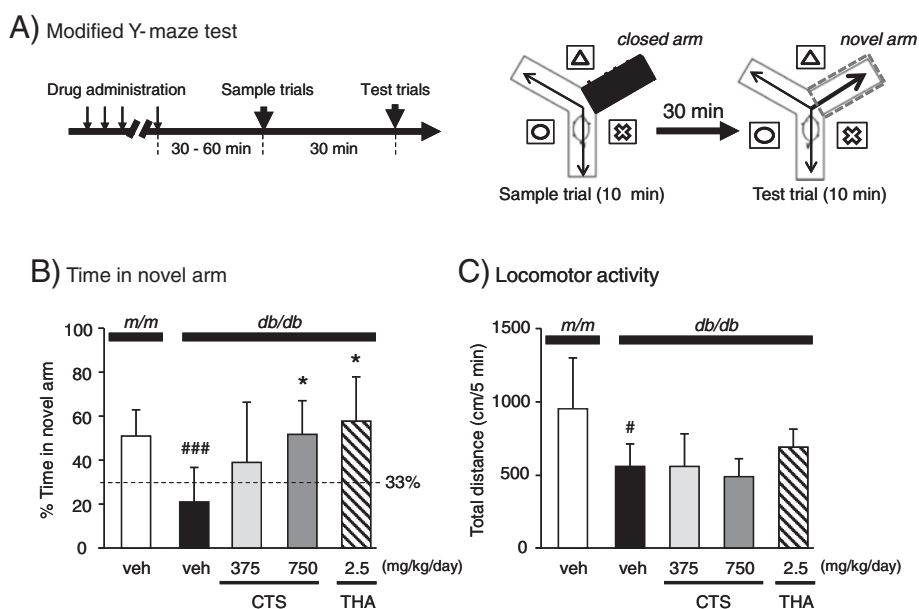 A) Modified Y-maze test
Drug administration
Sample trials
Test trials
30 - 60 min
30 min
closed arm
novel arm
30 min
Sample trial (10 min)
Test trial (10 min)
B) Time in novel arm
m/m
db/db
% Time in novel arm
100
80
60
40
20
0
###
*
*
33%
veh
veh
375
750
2.5
(mg/kg/day)
CTS
THA
C) Locomotor activity
m/m
db/db
Total distance (cm/5 min)
1500
1000
500
0
#
veh
veh
375
750
2.5
(mg/kg/day)
CTS
THA